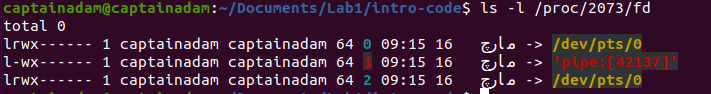 captainadam@captainadam:~/Documents/Lab1/intro-code$ ls -l /proc/2073/fd
total 0
lrwx------ 1 captainadam captainadam 64 0 09:15 16 مارچ -> /dev/pts/0
l-wx------ 1 captainadam captainadam 64 1 09:15 16 مارچ -> 'pipe:[42137]'
lrwx------ 1 captainadam captainadam 64 2 09:15 16 مارچ -> /dev/pts/0